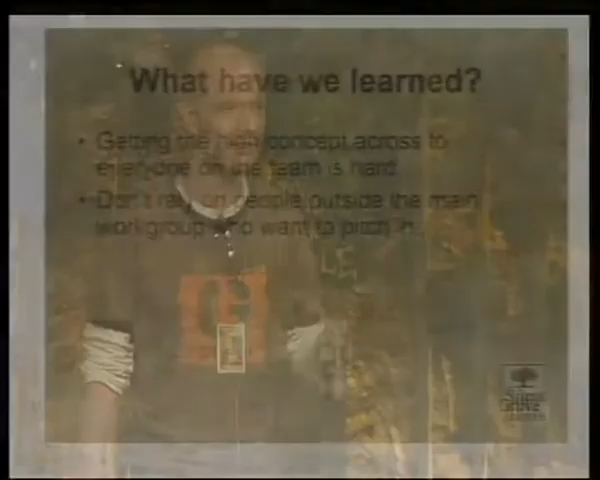 What have we learned?
• Getting the high concept across to
everyone on the team is hard
• Don't rely on people outside the main
workgroup who want to pitch in.